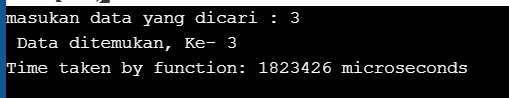 masukan data yang dicari : 3
Data ditemukan, Ke- 3
Time taken by function: 1823426 microseconds